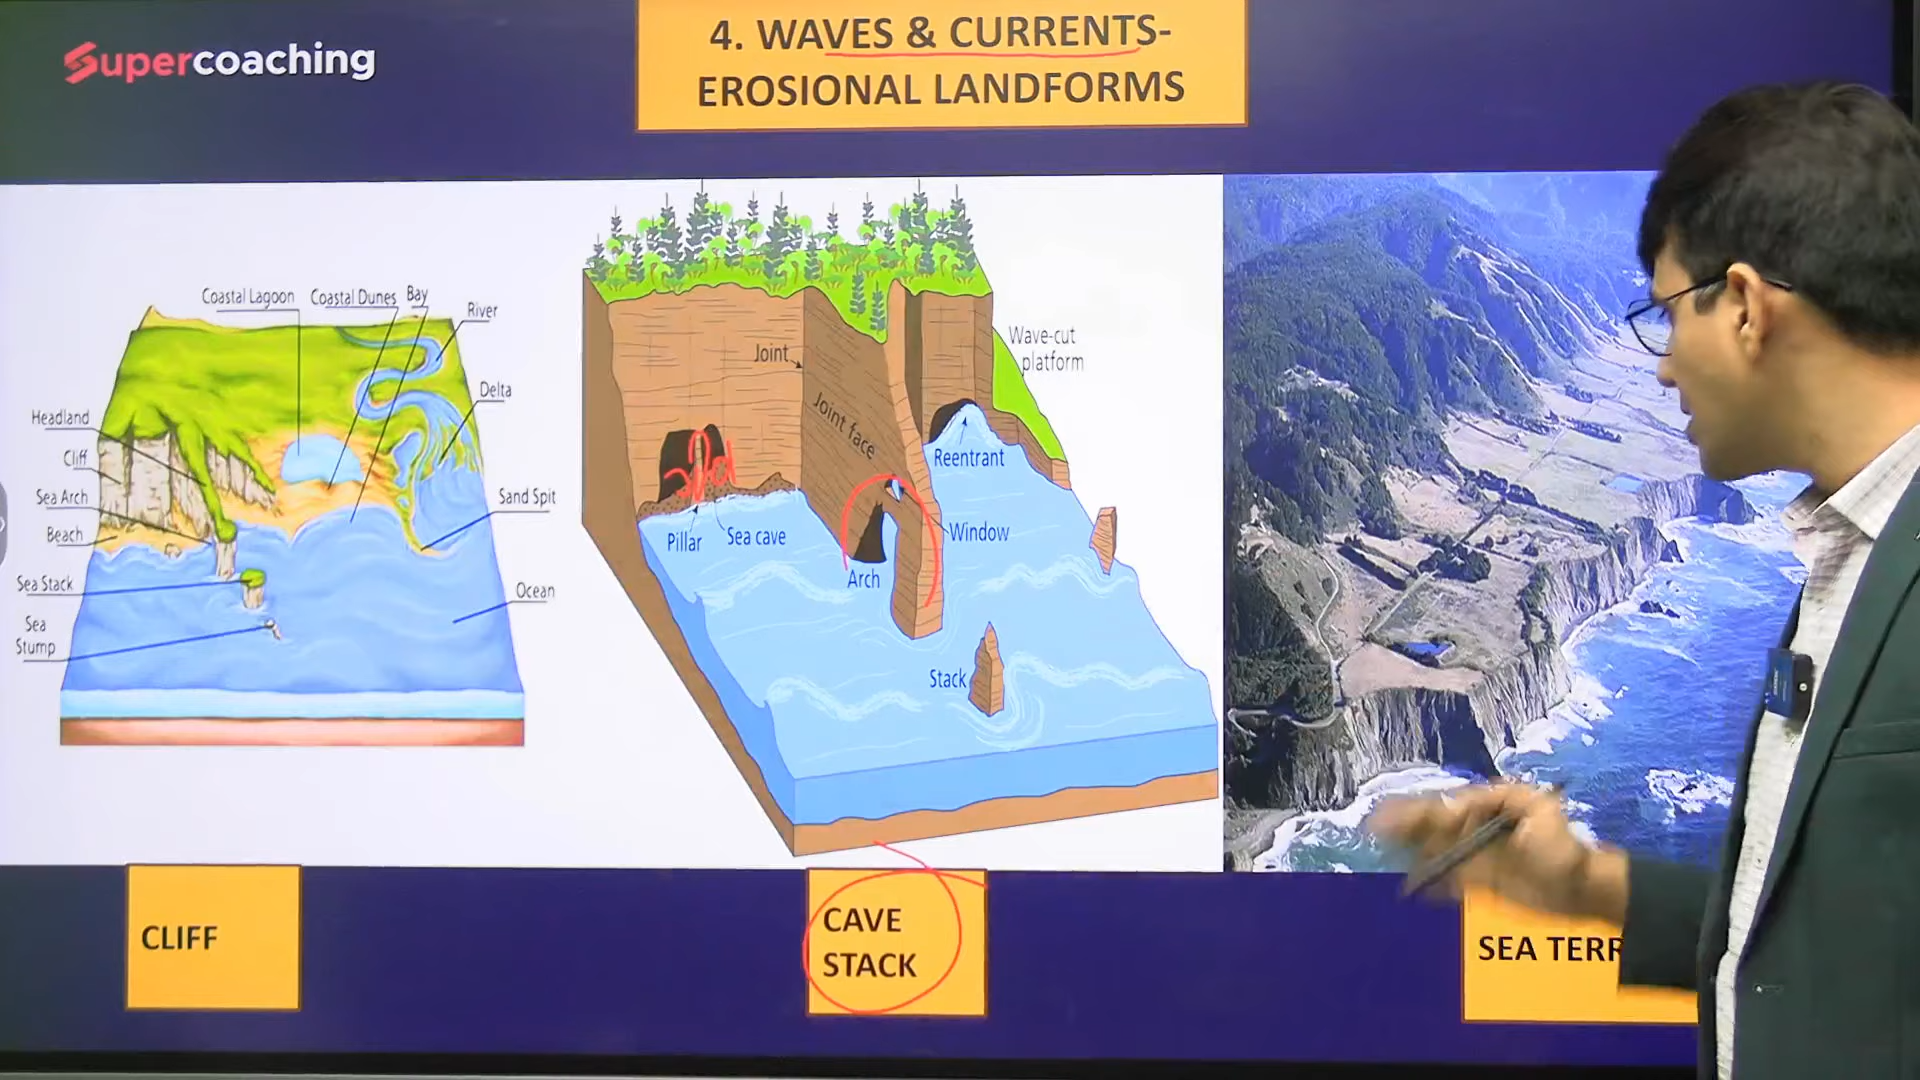 Supercoaching
4. WAVES & CURRENTS-
EROSIONAL LANDFORMS
Coastal Lagoon
Coastal Dunes
Bay
River
Delta
Headland
Cliff
Sea Arch
Beach
Sea Stack
Sea
Stump
Sand Spit
Ocean
Joint
Joint face
Wave-cut
platform
Reentrant
Pillar
Sea cave
Window
Arch
Stack
CLIFF
CAVE
STACK
SEA